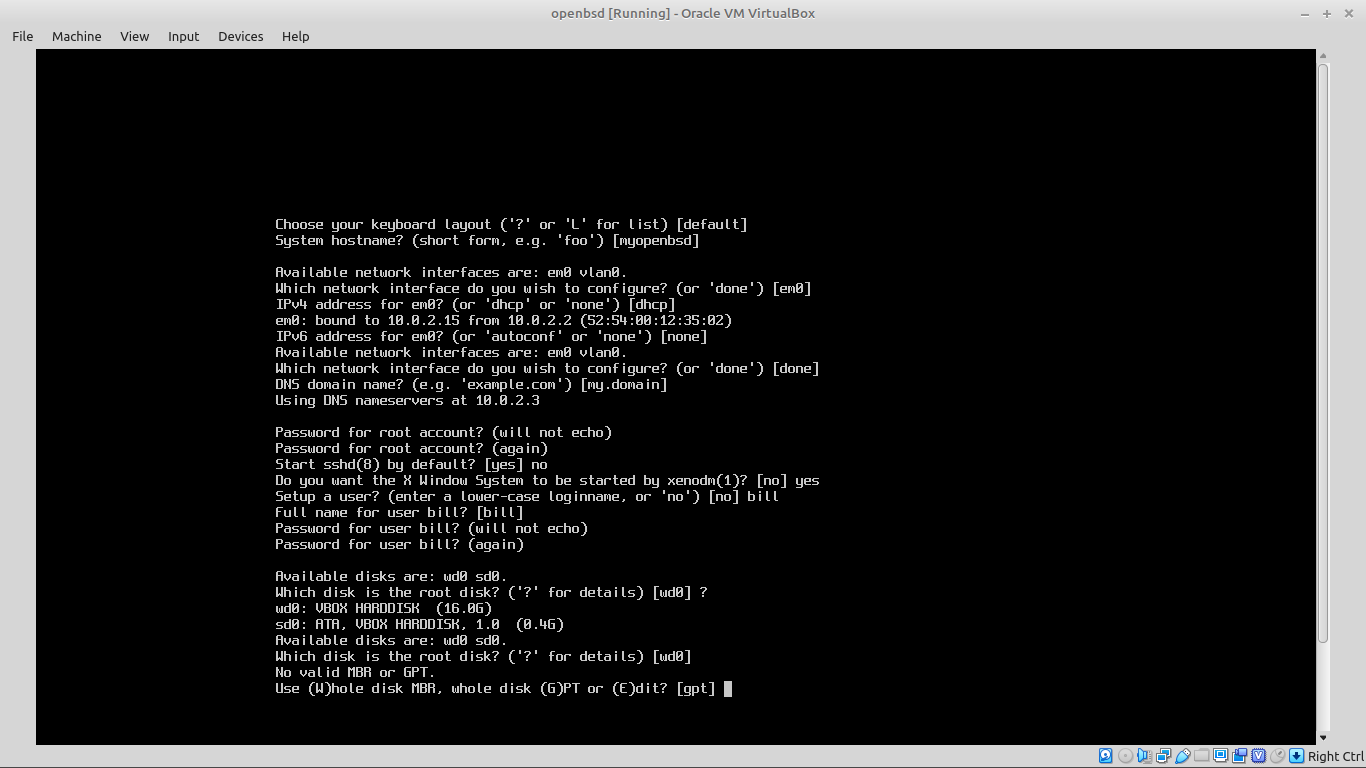 openbsd [Running] - Oracle VM VirtualBox
File Machine View Input Devices Help
Choose your keyboard layout ('?' or 'L' for list) [default]
System hostname? (short form, e.g. 'foo') [myopenbsd]
Available network interfaces are: em0 vlan0.
Which network interface do you wish to configure? (or 'done') [em0]
IPv4 address for em0? (or 'dhcp' or 'none') [dhcp]
em0: bound to 10.0.2.15 from 10.0.2.2 (52:54:00:12:35:02)
IPv6 address for em0? (or 'autoconf' or 'none') [none]
Available network interfaces are: em0 vlan0.
Which network interface do you wish to configure? (or 'done') [done]
DNS domain name? (e.g. 'example.com') [my.domain]
Using DNS nameservers at 10.0.2.3
Password for root account? (will not echo)
Password for root account? (again)
Start sshd(8) by default? [yes] no
Do you want the X Window System to be started by xenodm(1)? [no] yes
Setup a user? (enter a lower-case loginname, or 'no') [no] bill
Full name for user bill? [bill]
Password for user bill? (will not echo)
Password for user bill? (again)
Available disks are: wd0 sd0.
Which disk is the root disk? ('?' for details) [wd0] ?
wd0: VBOX HARDDISK  (16.0G)
sd0: ATA, VBOX HARDDISK, 1.0  (0.4G)
Available disks are: wd0 sd0.
Which disk is the root disk? ('?' for details) [wd0]
No valid MBR or GPT.
Use (W)hole disk MBR, whole disk (G)PT or (E)dit? [gpt]
Right Ctrl